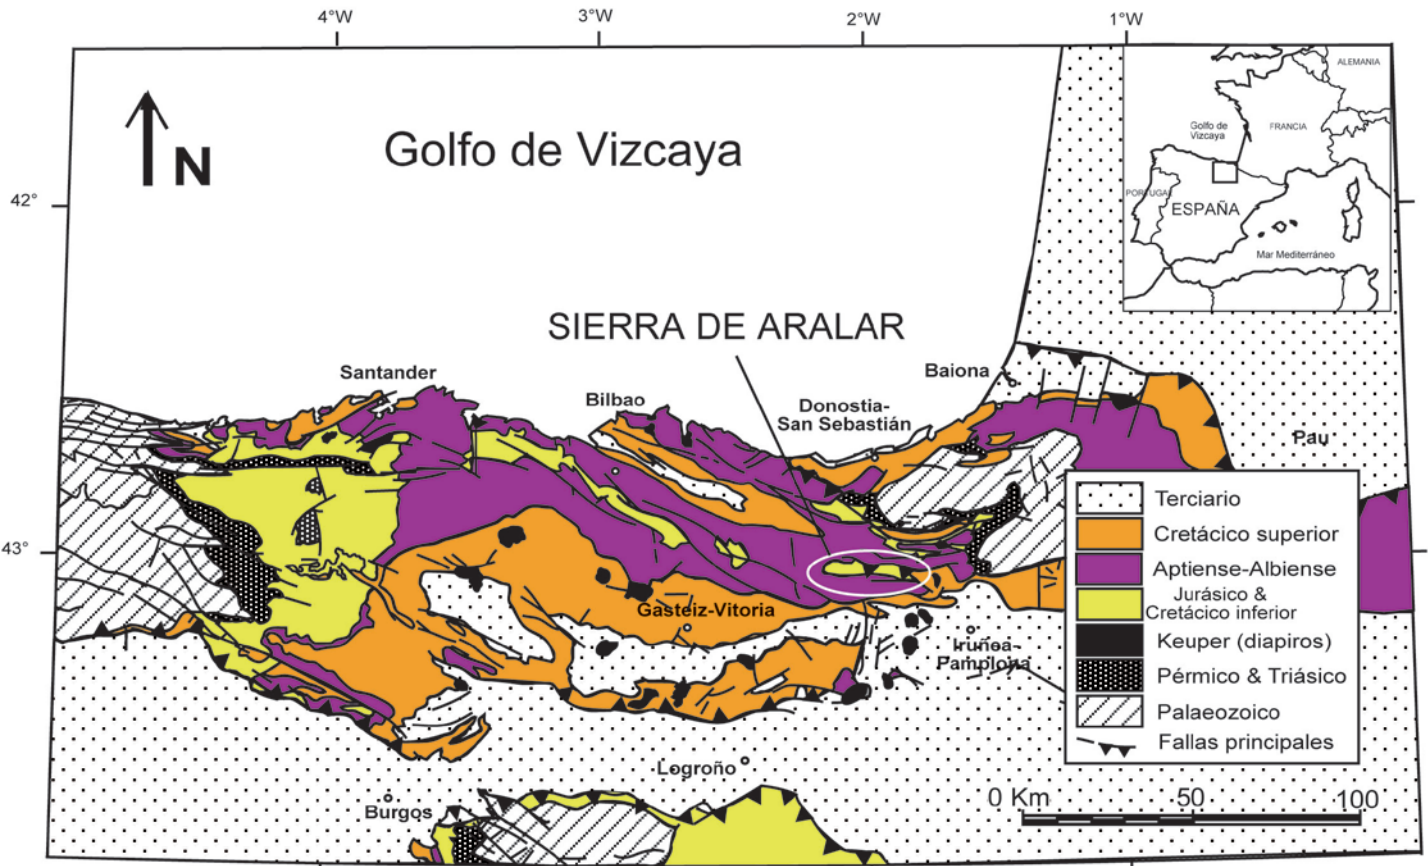 4°W
3°W
2°W
1°W
N
Golfo de Vizcaya
42°
ALEMANIA
Golfo de
Vizcaya
FRANCIA
PORTUGAL
ESPAÑA
Mar Mediterráneo
SIERRA DE ARALAR
Santander
Bilbao
Baiona
Donostia-
San Sebastián
Pau
43°
Gasteiz-Vitoria
Iruñea-
Pamplona
Logroño
Burgos
Terciario
Cretácico superior
Aptiense-Albiense
Jurásico &
Cretácico inferior
Keuper (diapiros)
Pérmico & Triásico
Palaeozoico
Fallas principales
0 Km 50 100